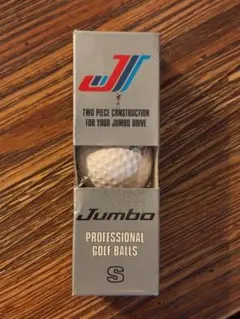 J
TWO PIECE CONSTRUCTION
FOR YOUR JUMBO DRIVE
Jumbo
PROFESSIONAL
GOLF BALLS
S